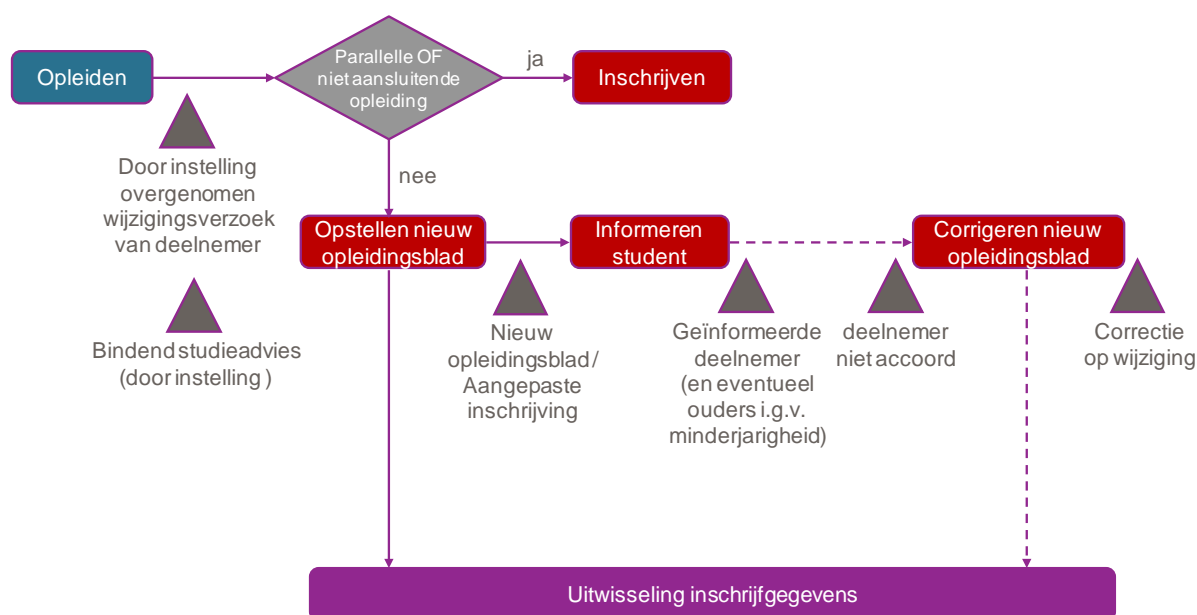 Opleiden
Parallelle OF
niet aansluitende
opleiding
ja
Inschrijven
Door instelling
overgenomen
wijzigingsverzoek
van deelnemer
nee
Opstellen nieuw
opleidingsblad
Informeren
student
Corrigeren nieuw
opleidingsblad
Bindend studieadvies
(door instelling )
Nieuw
opleidingsblad /
Aangepaste
inschrijving
Geïnformeerde
deelnemer
(en eventueel
ouders i.g.v.
minderjarigheid)
deelnemer
niet accoord
Correctie
op wijziging
Uitwisseling inschrijfgegevens